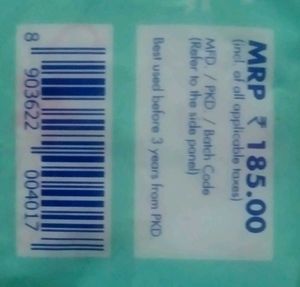 MRP ₹ 185.00
(incl. of all applicable taxes)
MFD. / PKD / Batch Code
(Refer to the side panel)
Best used before 3 years from PKD
8 903622 004017